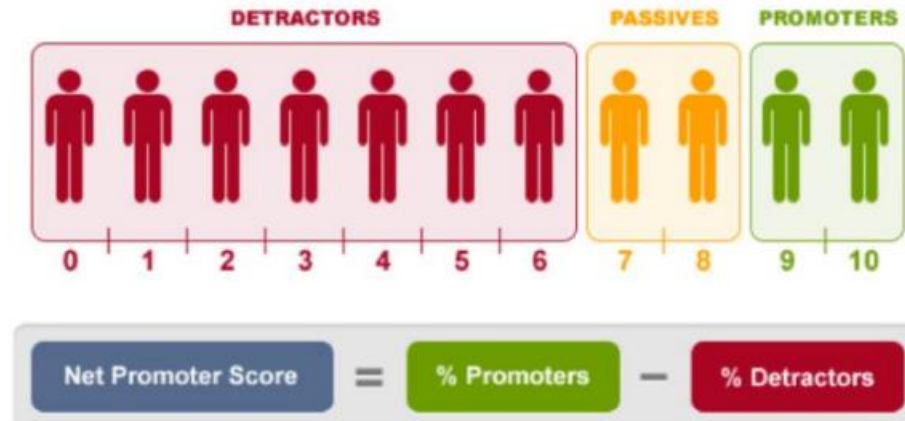 DETRACTORS PASSIVES PROMOTERS
0 1 2 3 4 5 6 7 8 9 10
Net Promoter Score = % Promoters − % Detractors